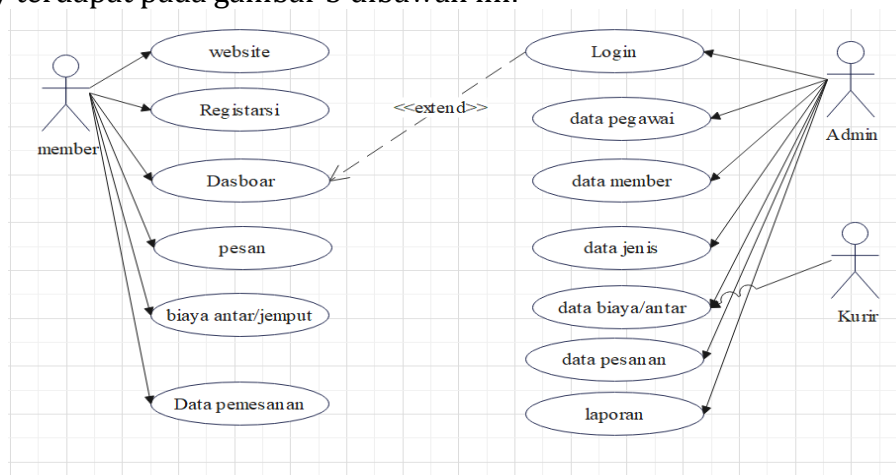 terdapat pada gambar 3 dibawah ini.
website
Registarsi
<<extend>>
member
Dasboar
pesan
biaya antar/jemput
Data pemesanan
Login
data pegawai
Admin
data member
data jenis
data biaya/antar
Kurir
data pesanan
laporan